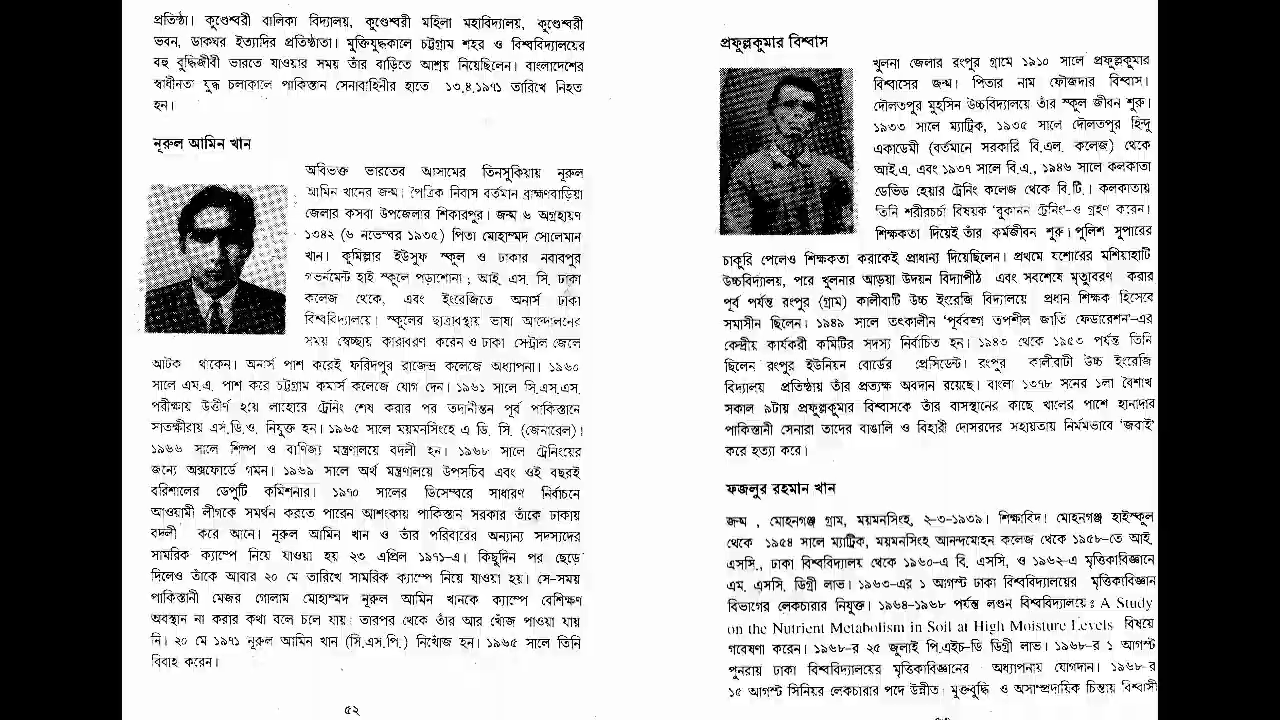 প্রতিষ্ঠা। কুণ্ডেশ্বরী বালিকা বিদ্যালয়, কুণ্ডেশ্বরী মহিলা মহাবিদ্যালয়, কুণ্ডেশ্বরী
ভবন, ডাকঘর ইত্যাদির প্রতিষ্ঠাতা। মুক্তিযুদ্ধকালে চট্টগ্রাম শহর ও বিশ্ববিদ্যালয়ের
বহু বুদ্ধিজীবী ভারতে যাওয়ার সময় তাঁর বাড়িতে আশ্রয় নিয়েছিলেন। বাংলাদেশের
স্বাধীনতা যুদ্ধ চলাকালে পাকিস্তান সেনাবাহিনীর হাতে ১৩.৪.১৯৭১ তারিখে নিহত
হন।
নূরুল আমিন খান
অবিভক্ত ভারতের আসামের তিনসুকিয়ায় নূরুল
আমিন খানের জন্ম। পৈত্রিক নিবাস বর্তমান ব্রাহ্মণবাড়িয়া
জেলার কসবা উপজেলার শিকারপুর। জন্ম ৬ অগ্রহায়ণ
১৩৪২ (৬ নভেম্বর ১৯৩৫) পিতা মোহাম্মদ সোলেমান
খান। কুমিল্লার ইউসুফ স্কুল ও ঢাকার নবাবপুর
গভর্নমেন্ট হাই স্কুলে পড়াশোনা; আই. এস. সি. ঢাকা
কলেজ থেকে, এবং ইংরেজিতে অনার্স ঢাকা
বিশ্ববিদ্যালয়ে। স্কুলের ছাত্রাবস্থায় ভাষা আন্দোলনের
সময় স্বেচ্ছায় কারাবরণ করেন ও ঢাকা সেন্ট্রাল জেলে
আটক থাকেন। অনার্স পাশ করেই ফরিদপুর রাজেন্দ্র কলেজে অধ্যাপনা। ১৯৬০
সালে এম.এ. পাশ করে চট্টগ্রাম কমার্স কলেজে যোগ দেন। ১৯৬১ সালে সি.এস.এস.
পরীক্ষায় উত্তীর্ণ হয়ে লাহোরে ট্রেনিং শেষ করার পর তদানীন্তন পূর্ব পাকিস্তানে
সাতক্ষীরায় এস.ডি.ও. নিযুক্ত হন। ১৯৬৫ সালে ময়মনসিংহে এ ডি. সি. (জেনারেল)।
১৯৬৬ সালে শিল্প ও বাণিজ্য মন্ত্রণালয়ে বদলী হন। ১৯৬৮ সালে ট্রেনিংয়ের
জন্যে অক্সফোর্ডে গমন। ১৯৬৯ সালে অর্থ মন্ত্রণালয়ে উপসচিব এবং ওই বছরই
বরিশালের ডেপুটি কমিশনার। ১৯৭০ সালের ডিসেম্বরে সাধারণ নির্বাচনে
আওয়ামী লীগকে সমর্থন করতে পারেন আশংকায় পাকিস্তান সরকার তাঁকে ঢাকায়
বদলী করে আনে। নূরুল আমিন খান ও তাঁর পরিবারের অন্যান্য সদস্যদের
সামরিক ক্যাম্পে নিয়ে যাওয়া হয় ২৩ এপ্রিল ১৯৭১-এ। কিছুদিন পর ছেড়ে
দিলেও তাঁকে আবার ২০ মে তারিখে সামরিক ক্যাম্পে নিয়ে যাওয়া হয়। সে-সময়
পাকিস্তানী মেজর গোলাম মোহাম্মদ নূরুল আমিন খানকে ক্যাম্পে বেশিক্ষণ
অবস্থান না করার কথা বলে চলে যায়; তারপর থেকে তাঁর আর খোঁজ পাওয়া যায়
নি। ২০ মে ১৯৭১ নূরুল আমিন খান (সি.এস.পি.) নিখোঁজ হন। ১৯৬৫ সালে তিনি
বিবাহ করেন।
৫২
প্রফুল্লকুমার বিশ্বাস
খুলনা জেলার রংপুর গ্রামে ১৯১০ সালে প্রফুল্লকুমার
বিশ্বাসের জন্ম। পিতার নাম ফৌজদার বিশ্বাস।
দৌলতপুর মুহসিন উচ্চবিদ্যালয়ে তাঁর স্কুল জীবন শুরু।
১৯৩৩ সালে ম্যাট্রিক, ১৯৩৫ সালে দৌলতপুর হিন্দু
একাডেমী (বর্তমানে সরকারি বি.এল. কলেজ) থেকে
আই.এ. এবং ১৯৩৭ সালে বি.এ., ১৯৪৬ সালে কলকাতা
ডেভিড হেয়ার ট্রেনিং কলেজ থেকে বি.টি.। কলকাতায়
তিনি শরীরচর্চা বিষয়ক 'বুকানন ট্রেনিং'-ও গ্রহণ করেন।
শিক্ষকতা দিয়েই তাঁর কর্মজীবন শুরু। পুলিশ সুপারের
চাকুরি পেলেও শিক্ষকতা করাকেই প্রাধান্য দিয়েছিলেন। প্রথমে যশোরের মশিয়াহাটি
উচ্চবিদ্যালয়, পরে খুলনার আড়য়া উদয়ন বিদ্যাপীঠ এবং সবশেষে মৃত্যুবরণ করার
পূর্ব পর্যন্ত রংপুর (গ্রাম) কালীবাটি উচ্চ ইংরেজি বিদ্যালয়ে প্রধান শিক্ষক হিসেবে
সমাসীন ছিলেন। ১৯৪৯ সালে তৎকালীন 'পূর্ববঙ্গ তপশীল জাতি ফেডারেশন'-এর
কেন্দ্রীয় কার্যকরী কমিটির সদস্য নির্বাচিত হন। ১৯৪৩ থেকে ১৯৫৩ পর্যন্ত তিনি
ছিলেন রংপুর ইউনিয়ন বোর্ডের প্রেসিডেন্ট। রংপুর কালীবাটী উচ্চ ইংরেজি
বিদ্যালয় প্রতিষ্ঠায় তাঁর প্রত্যক্ষ অবদান রয়েছে। বাংলা ১৩৭৮ সনের ১লা বৈশাখ
সকাল ৯টায় প্রফুল্লকুমার বিশ্বাসকে তাঁর বাসস্থানের কাছে খালের পাশে হানাদার
পাকিস্তানী সেনারা তাদের বাঙালি ও বিহারী দোসরদের সহায়তায় নির্মমভাবে 'জবাই'
করে হত্যা করে।
ফজলুর রহমান খান
জন্ম , মোহনগঞ্জ গ্রাম, ময়মনসিংহ, ২-৩-১৯৩৯। শিক্ষাবিদ। মোহনগঞ্জ হাইস্কুল
থেকে ১৯৫৪ সালে ম্যাট্রিক, ময়মনসিংহ আনন্দমোহন কলেজ থেকে ১৯৫৮-তে আই.
এসসি., ঢাকা বিশ্ববিদ্যালয় থেকে ১৯৬০-এ বি. এসসি, ও ১৯৬২-এ মৃত্তিকাবিজ্ঞানে
এম. এসসি. ডিগ্রী লাভ। ১৯৬৩-এর ১ আগস্ট ঢাকা বিশ্ববিদ্যালয়ের মৃত্তিকাবিজ্ঞান
বিভাগের লেকচারার নিযুক্ত। ১৯৬৪-১৯৬৮ পর্যন্ত লণ্ডন বিশ্ববিদ্যালয়ে: A Study
on the Nutrient Metabolism in Soil at High Moisture Levels বিষয়ে
গবেষণা করেন। ১৯৬৮-র ২৫ জুলাই পি.এইচ-ডি ডিগ্রী লাভ। ১৯৬৮-র ১ আগস্ট
পুনরায় ঢাকা বিশ্ববিদ্যালয়ের মৃত্তিকাবিজ্ঞানের অধ্যাপনায় যোগদান। ১৯৬৮-র
১৫ আগস্ট সিনিয়র লেকচারার পদে উন্নীত। মুক্তবুদ্ধি ও অসাম্প্রদায়িক চিন্তায় বিশ্বাসী